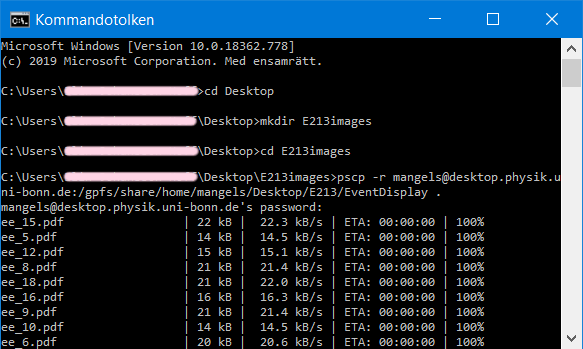 Kommandotolken
Microsoft Windows [Version 10.0.18362.778]
(c) 2019 Microsoft Corporation. Med ensamrätt.
C:\Users\>cd Desktop
C:\Users\\Desktop>mkdir E213images
C:\Users\\Desktop>cd E213images
C:\Users\\Desktop\E213images>pscp -r mangels@desktop.physik.u
ni-bonn.de:/gpfs/share/home/mangels/Desktop/E213/EventDisplay .
mangels@desktop.physik.uni-bonn.de's password:
ee_15.pdf | 22 kB | 22.3 kB/s | ETA: 00:00:00 | 100%
ee_5.pdf | 14 kB | 14.5 kB/s | ETA: 00:00:00 | 100%
ee_12.pdf | 15 kB | 15.1 kB/s | ETA: 00:00:00 | 100%
ee_8.pdf | 21 kB | 21.4 kB/s | ETA: 00:00:00 | 100%
ee_18.pdf | 21 kB | 22.0 kB/s | ETA: 00:00:00 | 100%
ee_16.pdf | 16 kB | 16.3 kB/s | ETA: 00:00:00 | 100%
ee_9.pdf | 21 kB | 21.4 kB/s | ETA: 00:00:00 | 100%
ee_10.pdf | 14 kB | 14.5 kB/s | ETA: 00:00:00 | 100%
ee_6.pdf | 20 kB | 20.6 kB/s | ETA: 00:00:00 | 100%